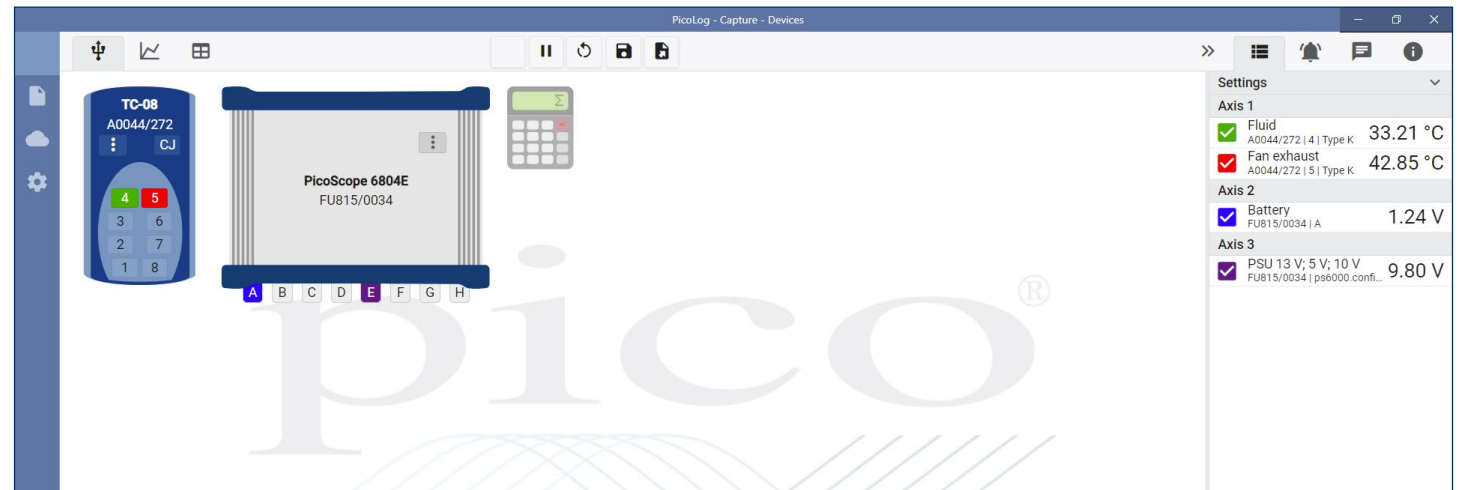 PicoLog - Capture - Devices
TC-08
A0044/272
CJ
4 5
3 6
2 7
1 8
PicoScope 6804E
FU815/0034
A B C D E F G H
Σ
pico®
Settings
Axis 1
Fluid
A0044/272 | 4 | Type K
33.21 °C
Fan exhaust
A0044/272 | 5 | Type K
42.85 °C
Axis 2
Battery
FU815/0034 | A
1.24 V
Axis 3
PSU 13 V; 5 V; 10 V
FU815/0034 | ps6000.confi...
9.80 V